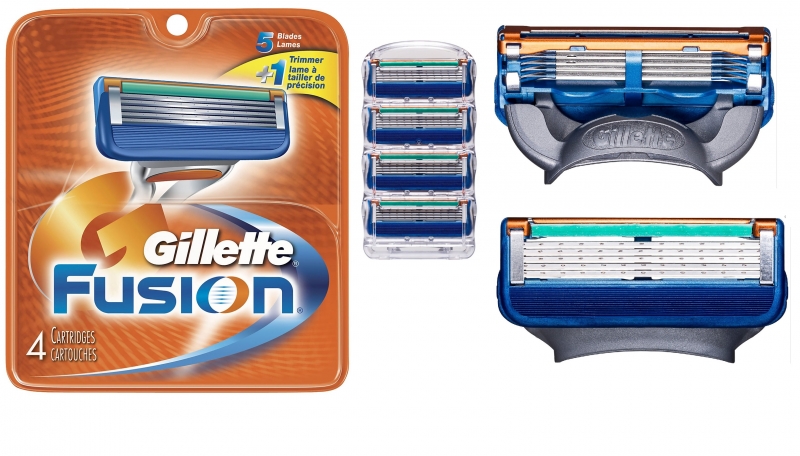 5 Blades
Lames
+1 Trimmer
lame à
tailler de
précision
Gillette®
FUSION®
4 CARTRIDGES
CARTOUCHES
Gillette